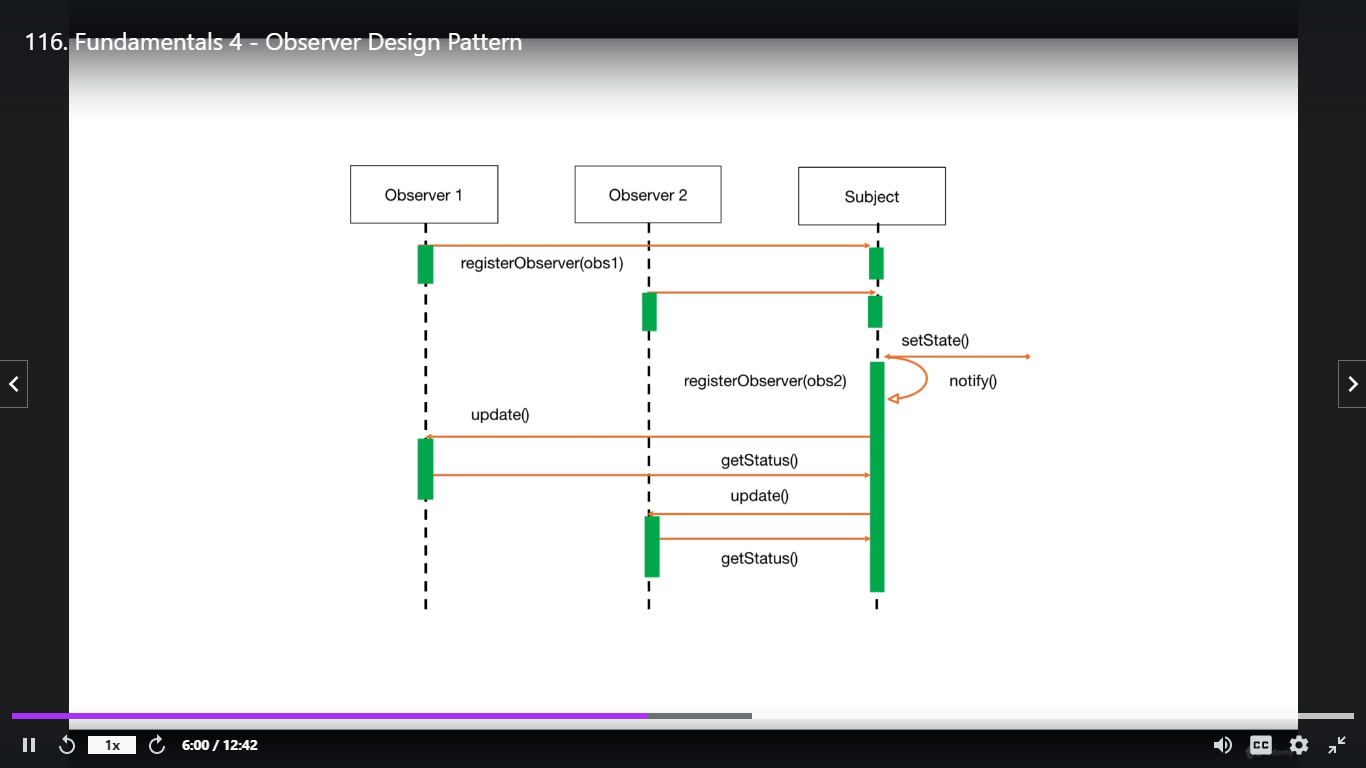 116. Fundamentals 4 - Observer Design Pattern
Observer 1
Observer 2
Subject
registerObserver(obs1)
setState()
registerObserver(obs2)
notify()
update()
getStatus()
update()
getStatus()
1x
6:00 / 12:42
CC